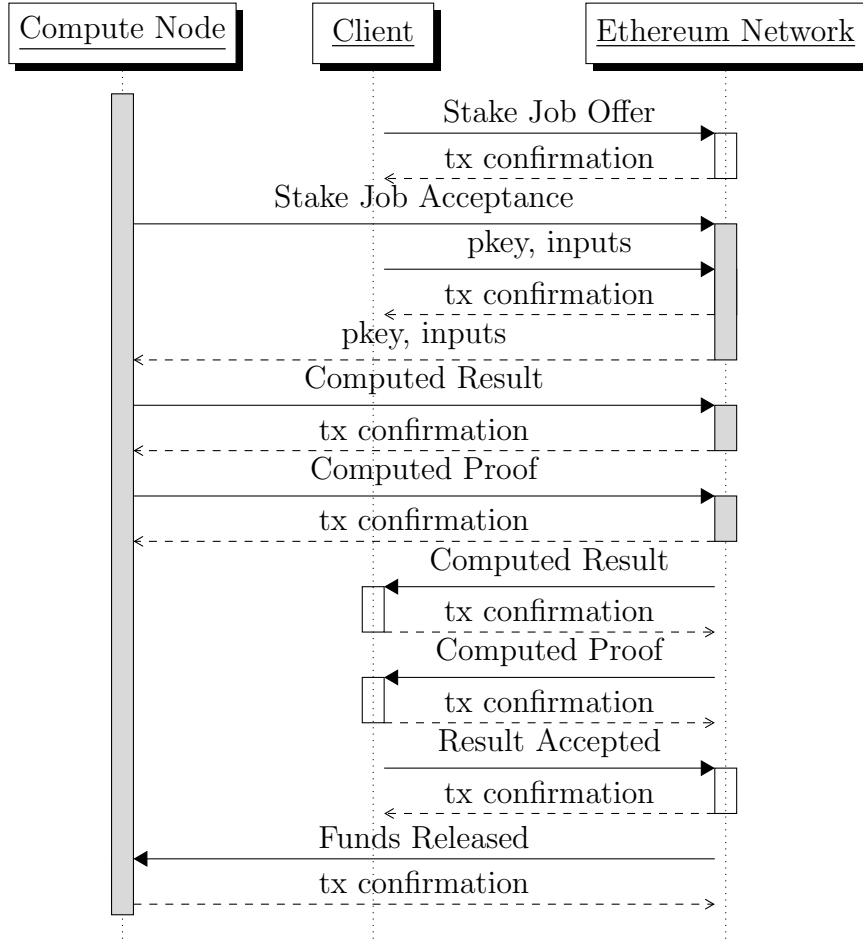 Compute Node
Client
Ethereum Network
Stake Job Offer
tx confirmation
Stake Job Acceptance
pkey, inputs
tx confirmation
pkey, inputs
Computed Result
tx confirmation
Computed Proof
tx confirmation
Computed Result
tx confirmation
Computed Proof
tx confirmation
Result Accepted
tx confirmation
Funds Released
tx confirmation